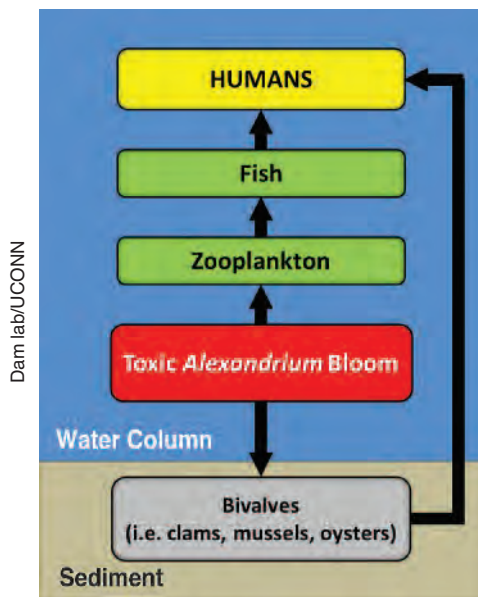 HUMANS
Fish
Zooplankton
Toxic Alexandrium Bloom
Water Column
Bivalves
(i.e. clams, mussels, oysters)
Sediment
Dam lab/UCONN